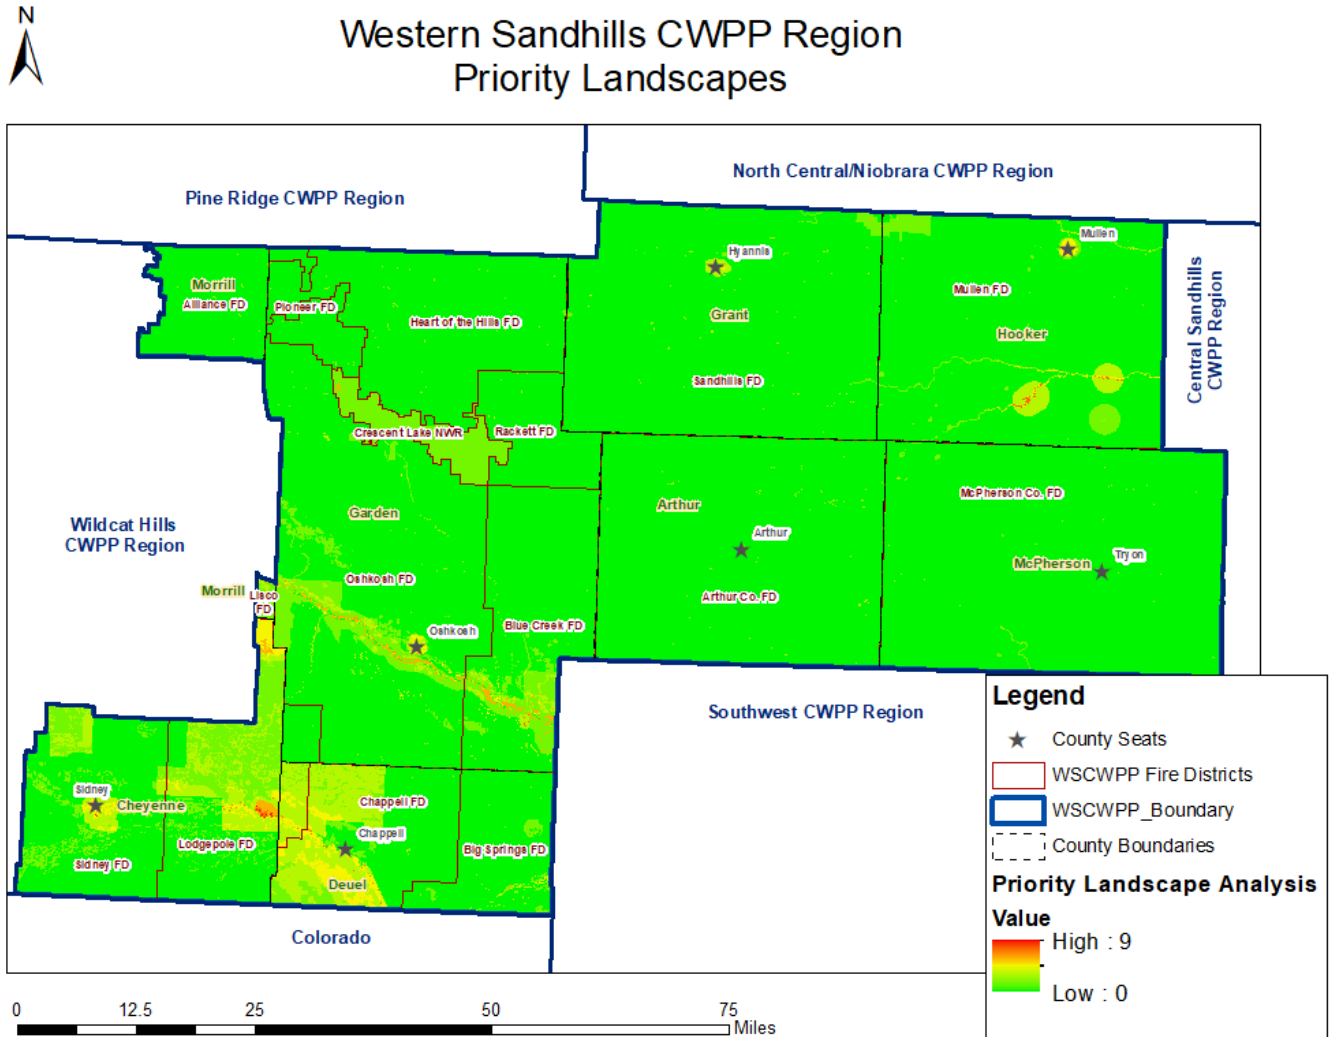 N
Western Sandhills CWPP Region
Priority Landscapes
North Central/Niobrara CWPP Region
Pine Ridge CWPP Region
Mullen
Hyannis
Morrill
Alliance FD
Pioneer FD
Heart of the Hills FD
Grant
Mullen FD
Hooker
Central Sandhills
CWPP Region
Sandhills FD
Crescent Lake NWR
Rackett FD
Garden
Arthur
McPherson Co. FD
Wildcat Hills
CWPP Region
Arthur
Tryon
McPherson
Oshkosh FD
Morrill
Lisco
FD
Arthur Co. FD
Oshkosh
Blue Creek FD
Southwest CWPP Region
Sidney
Cheyenne
Chappell FD
Chappell
Lodgepole FD
Big Springs FD
Sidney FD
Deuel
Colorado
Legend
County Seats
WSCWPP Fire Districts
WSCWPP_Boundary
County Boundaries
Priority Landscape Analysis
Value
High : 9
Low : 0
0 12.5 25 50 75
Miles